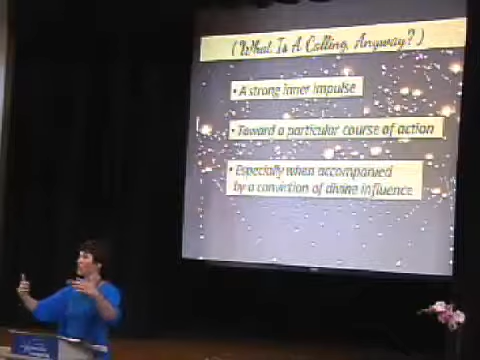 (What Is A Calling, Anyway?)
• A strong inner impulse
• Toward a particular course of action
• Especially when accompanied
by a conviction of divine influence